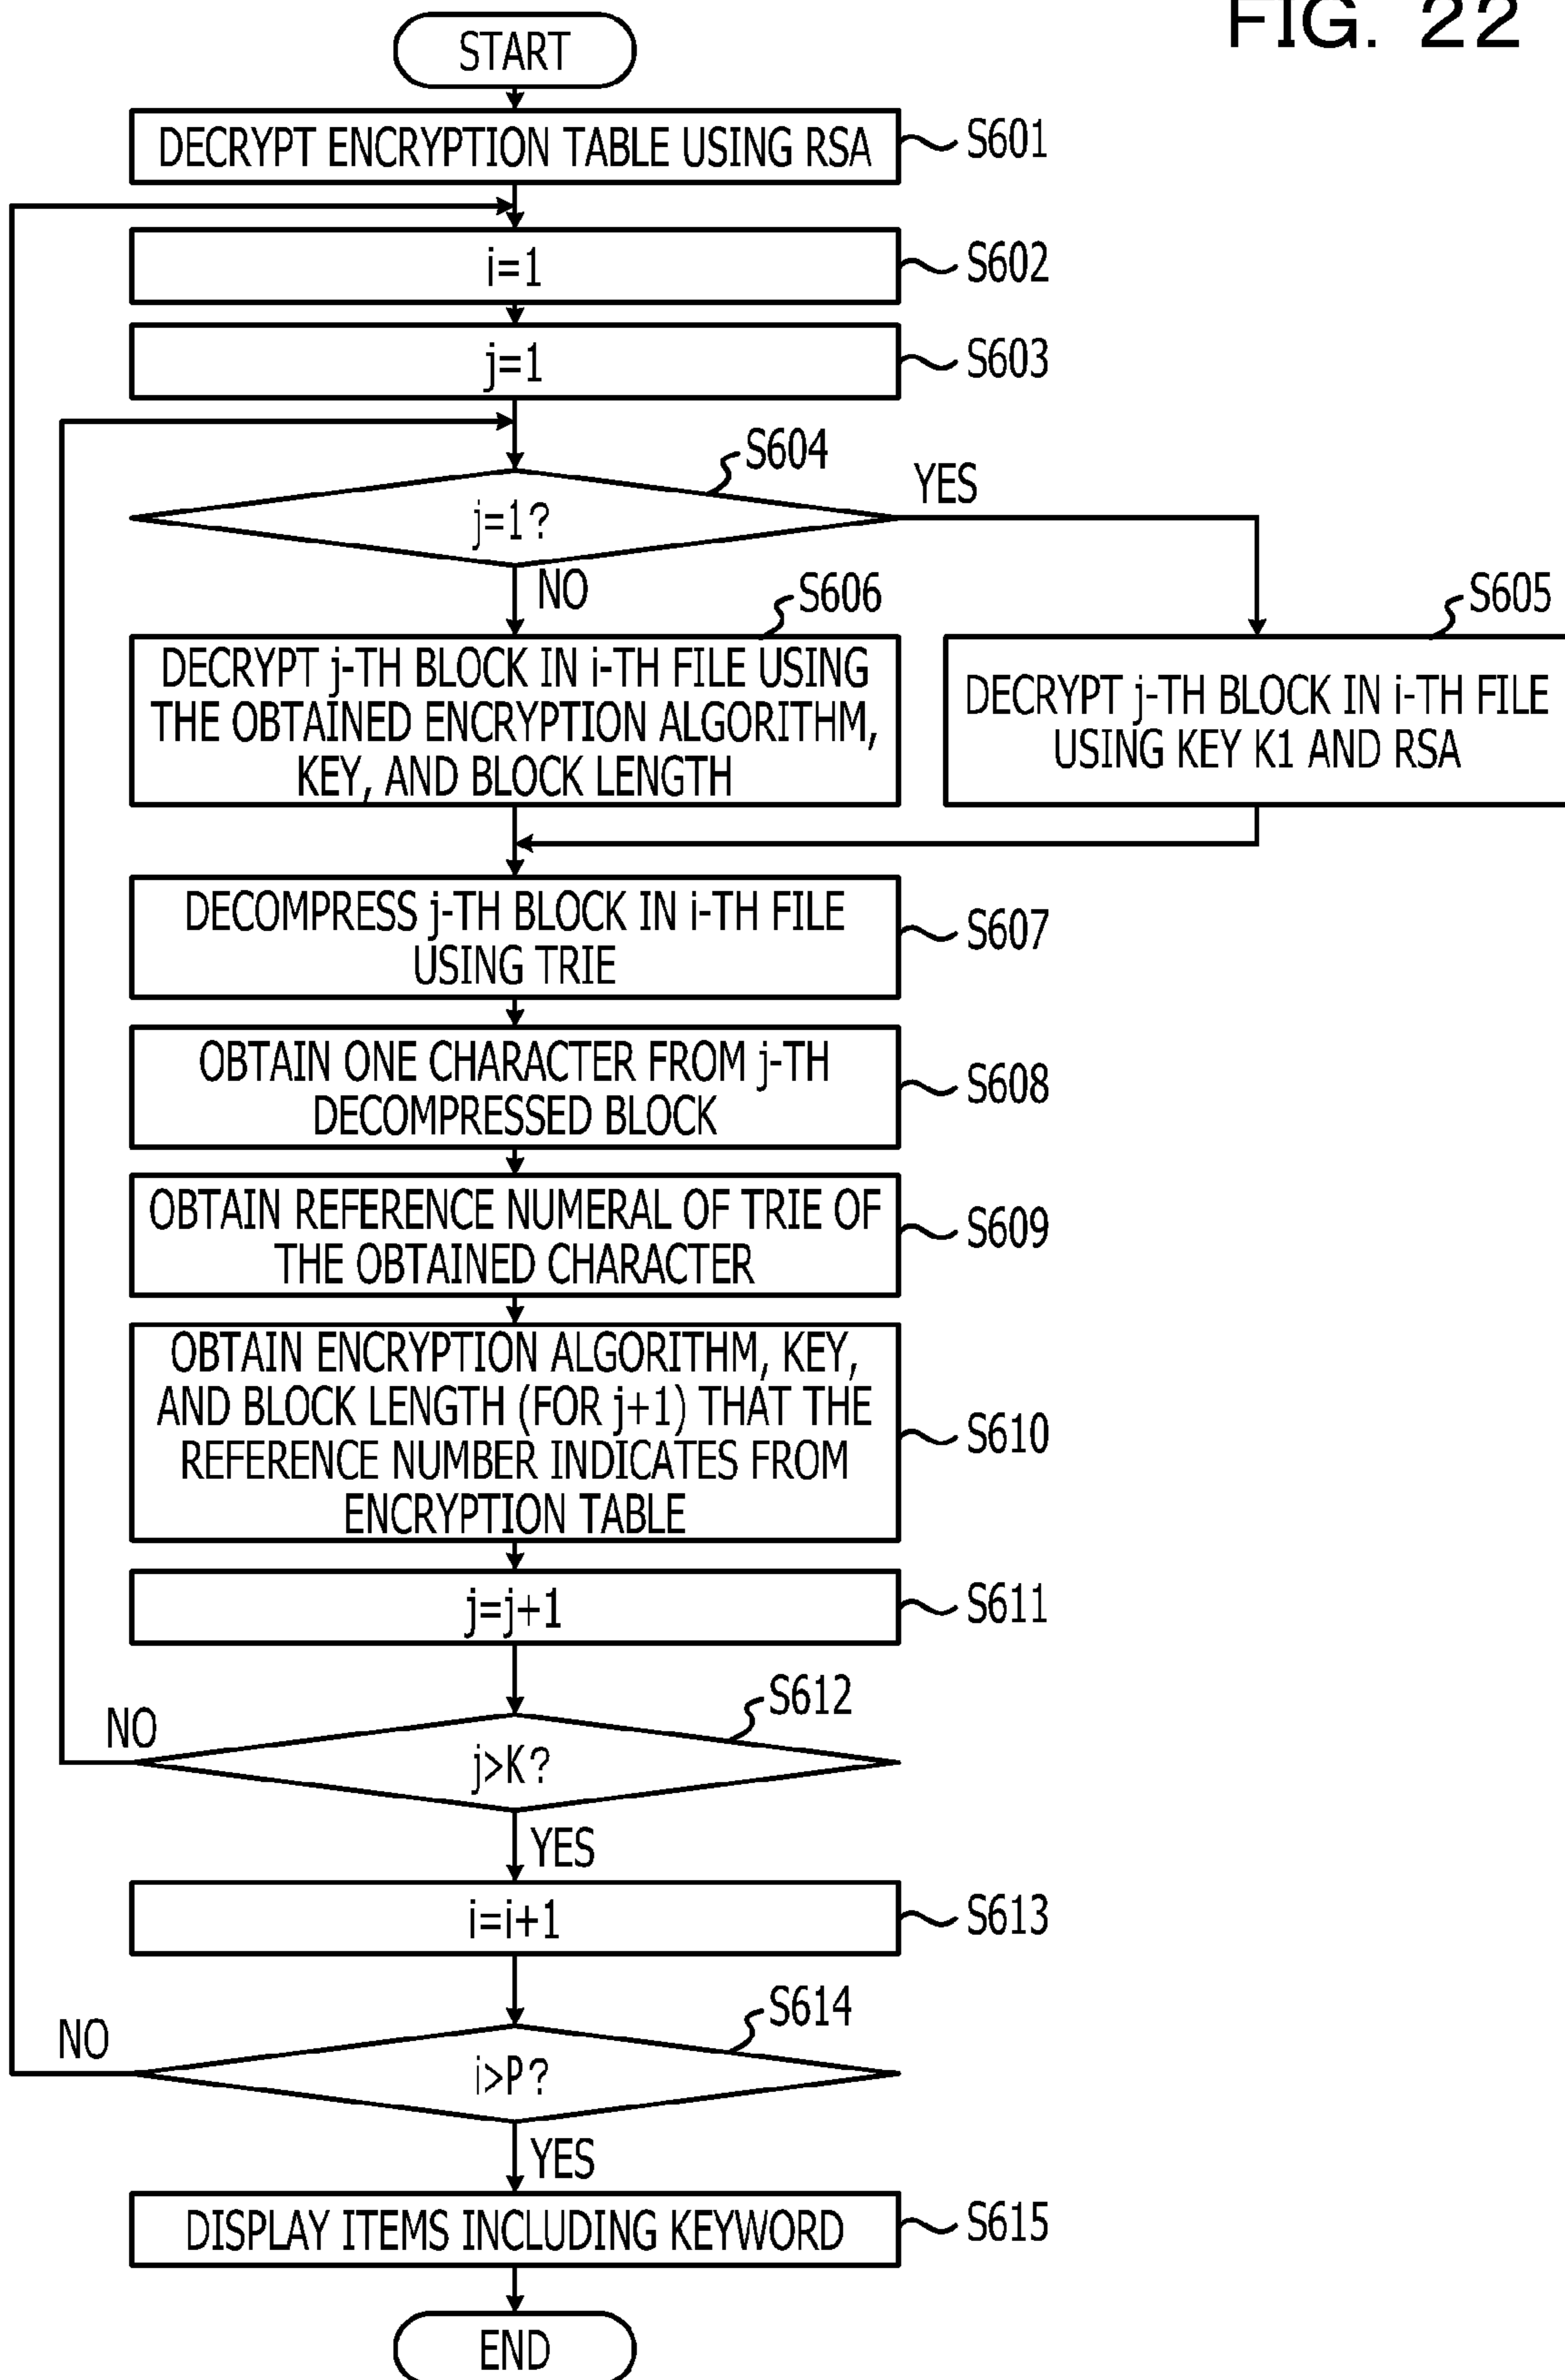 FIG. 22
START
DECRYPT ENCRYPTION TABLE USING RSA
S601
i=1
S602
j=1
S603
S604
j=1?
YES
NO
S606
DECRYPT j-TH BLOCK IN i-TH FILE USING
THE OBTAINED ENCRYPTION ALGORITHM,
KEY, AND BLOCK LENGTH
S605
DECRYPT j-TH BLOCK IN i-TH FILE
USING KEY K1 AND RSA
DECOMPRESS j-TH BLOCK IN i-TH FILE
USING TRIE
S607
OBTAIN ONE CHARACTER FROM j-TH
DECOMPRESSED BLOCK
S608
OBTAIN REFERENCE NUMERAL OF TRIE OF
THE OBTAINED CHARACTER
S609
OBTAIN ENCRYPTION ALGORITHM, KEY,
AND BLOCK LENGTH (FOR j+1) THAT THE
REFERENCE NUMBER INDICATES FROM
ENCRYPTION TABLE
S610
j=j+1
S611
S612
NO
j>K?
YES
i=i+1
S613
S614
NO
i>P?
YES
DISPLAY ITEMS INCLUDING KEYWORD
S615
END